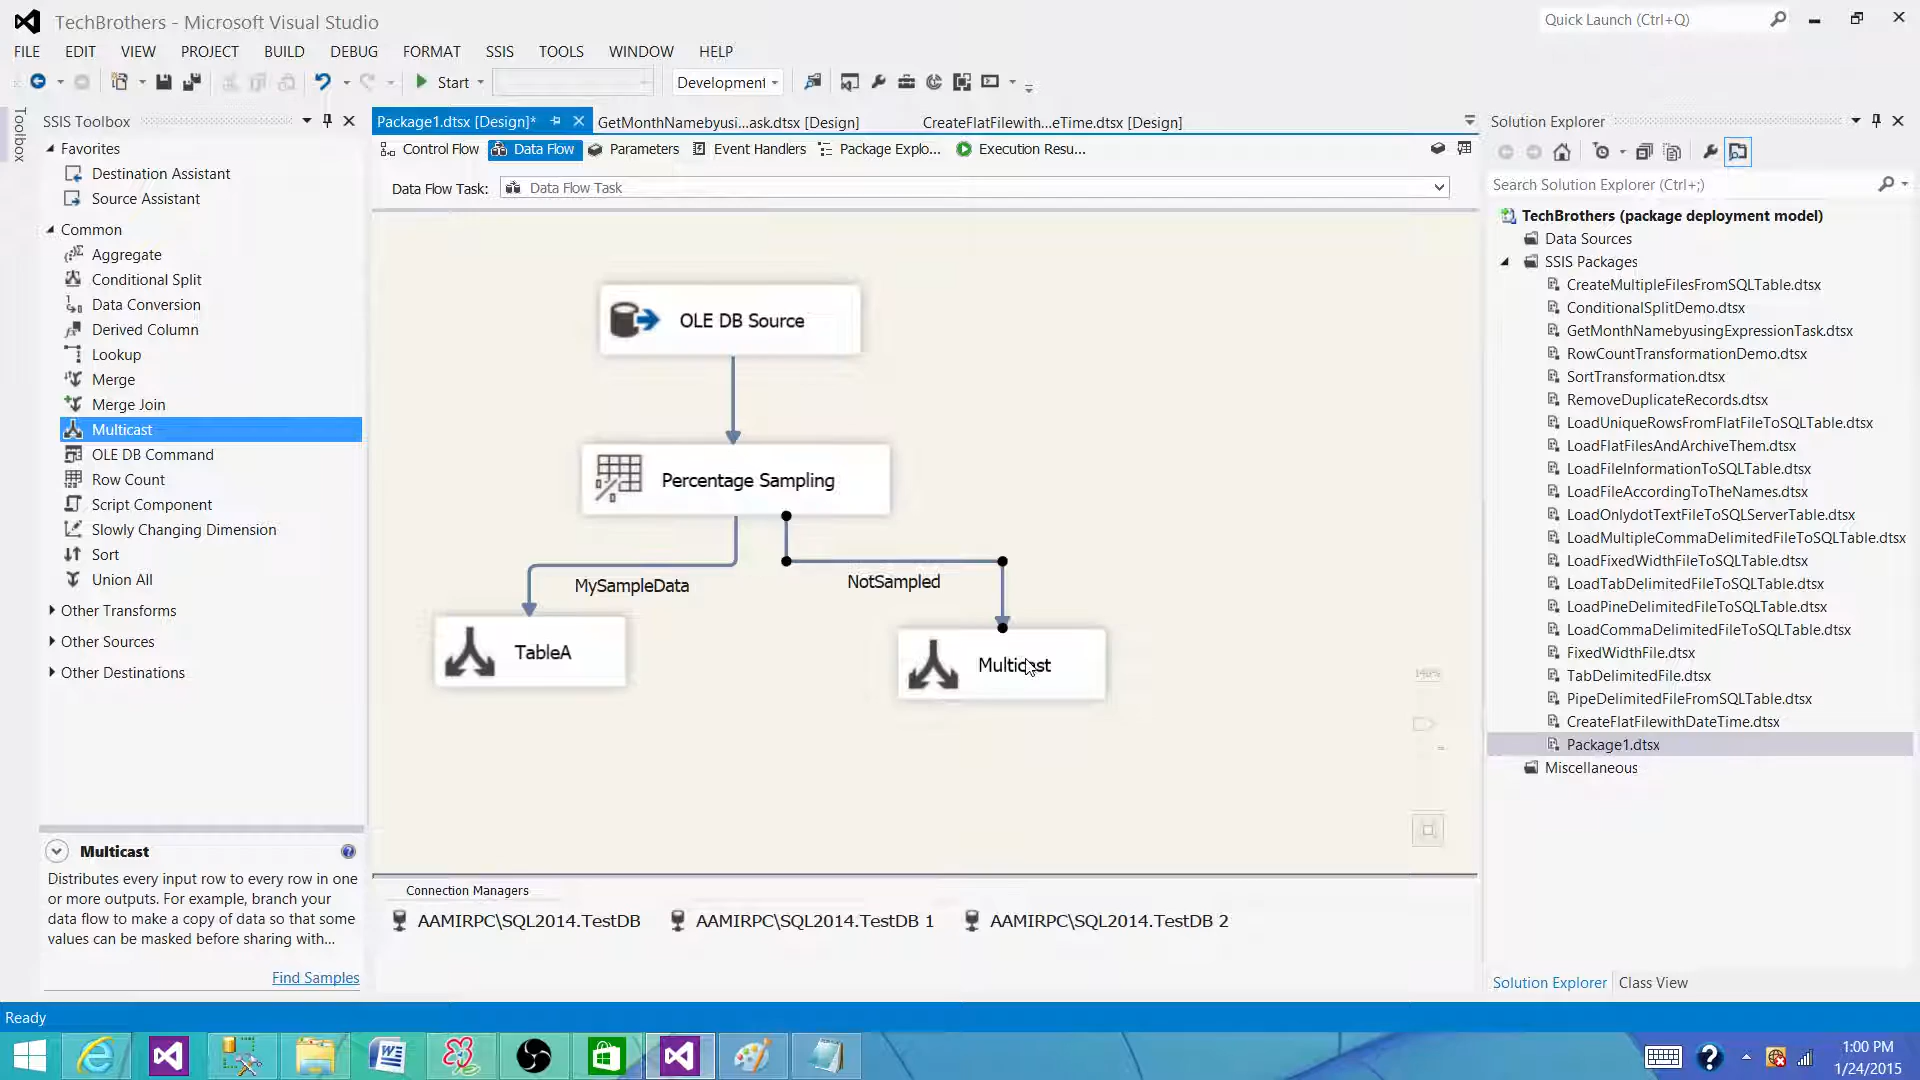 TechBrothers - Microsoft Visual Studio
Quick Launch (Ctrl+Q)
FILE EDIT VIEW PROJECT BUILD DEBUG FORMAT SSIS TOOLS WINDOW HELP
Start
Development
Toolbox
SSIS Toolbox
Favorites
Destination Assistant
Source Assistant
Common
Aggregate
Conditional Split
Data Conversion
Derived Column
Lookup
Merge
Merge Join
Multicast
OLE DB Command
Row Count
Script Component
Slowly Changing Dimension
Sort
Union All
Other Transforms
Other Sources
Other Destinations
Multicast
Distributes every input row to every row in one
or more outputs. For example, branch your
data flow to make a copy of data so that some
values can be masked before sharing with...
Find Samples
Package1.dtsx [Design]* GetMonthNamebyusi...ask.dtsx [Design] CreateFlatFilewith...eTime.dtsx [Design]
Control Flow Data Flow Parameters Event Handlers Package Explo... Execution Resu...
Data Flow Task: Data Flow Task
OLE DB Source
Percentage Sampling
MySampleData
NotSampled
TableA
Multicast
Connection Managers
AAMIRPC\SQL2014.TestDB AAMIRPC\SQL2014.TestDB 1 AAMIRPC\SQL2014.TestDB 2
Solution Explorer
Search Solution Explorer (Ctrl+;)
TechBrothers (package deployment model)
Data Sources
SSIS Packages
CreateMultipleFilesFromSQLTable.dtsx
ConditionalSplitDemo.dtsx
GetMonthNamebyusingExpressionTask.dtsx
RowCountTransformationDemo.dtsx
SortTransformation.dtsx
RemoveDuplicateRecords.dtsx
LoadUniqueRowsFromFlatFileToSQLTable.dtsx
LoadFlatFilesAndArchiveThem.dtsx
LoadFileInformationToSQLTable.dtsx
LoadFileAccordingToTheNames.dtsx
LoadOnlydotTextFileToSQLServerTable.dtsx
LoadMultipleCommaDelimitedFileToSQLTable.dtsx
LoadFixedWidthFileToSQLTable.dtsx
LoadTabDelimitedFileToSQLTable.dtsx
LoadPineDelimitedFileToSQLTable.dtsx
LoadCommaDelimitedFileToSQLTable.dtsx
FixedWidthFile.dtsx
TabDelimitedFile.dtsx
PipeDelimitedFileFromSQLTable.dtsx
CreateFlatFilewithDateTime.dtsx
Package1.dtsx
Miscellaneous
Solution Explorer Class View
Ready
1:00 PM
1/24/2015